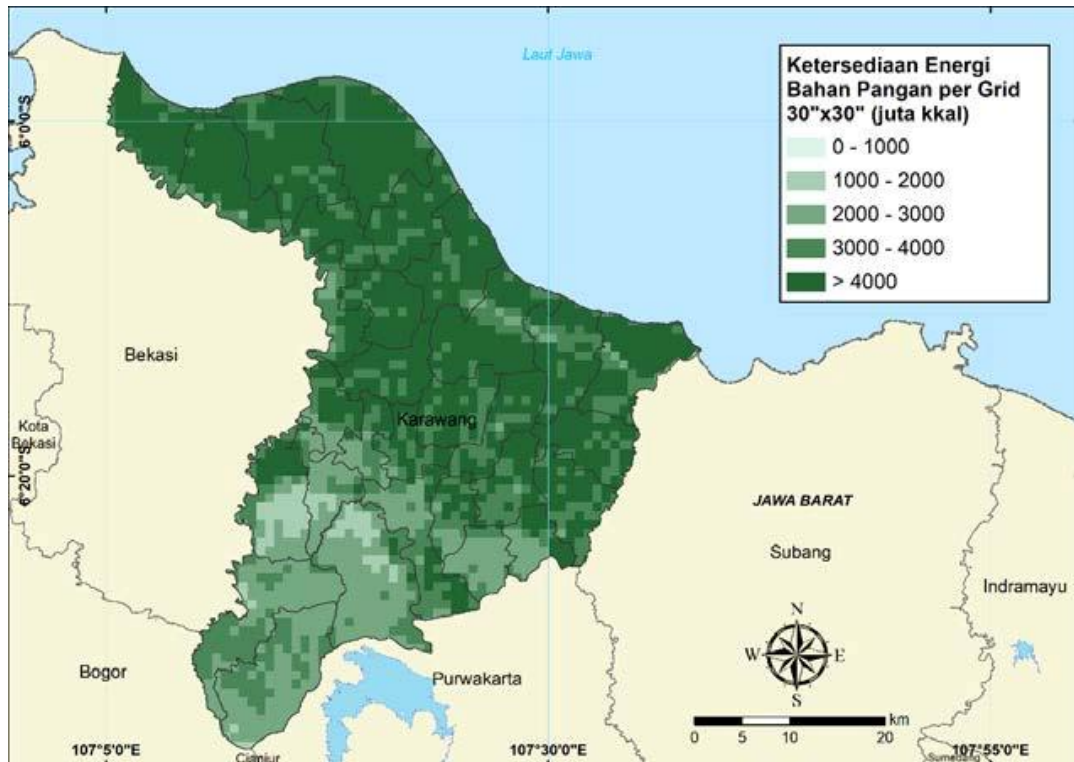 Laut Jawa
Ketersediaan Energi
Bahan Pangan per Grid
30"x30" (juta kkal)
0 - 1000
1000 - 2000
2000 - 3000
3000 - 4000
> 4000
6°0'0"S
Bekasi
Kota
Bekasi
Karawang
6°20'0"S
JAWA BARAT
Subang
Indramayu
Bogor
Purwakarta
N
W
E
S
km
0
5
10
20
107°5'0"E
107°30'0"E
107°55'0"E
Cianjur
Sumedang